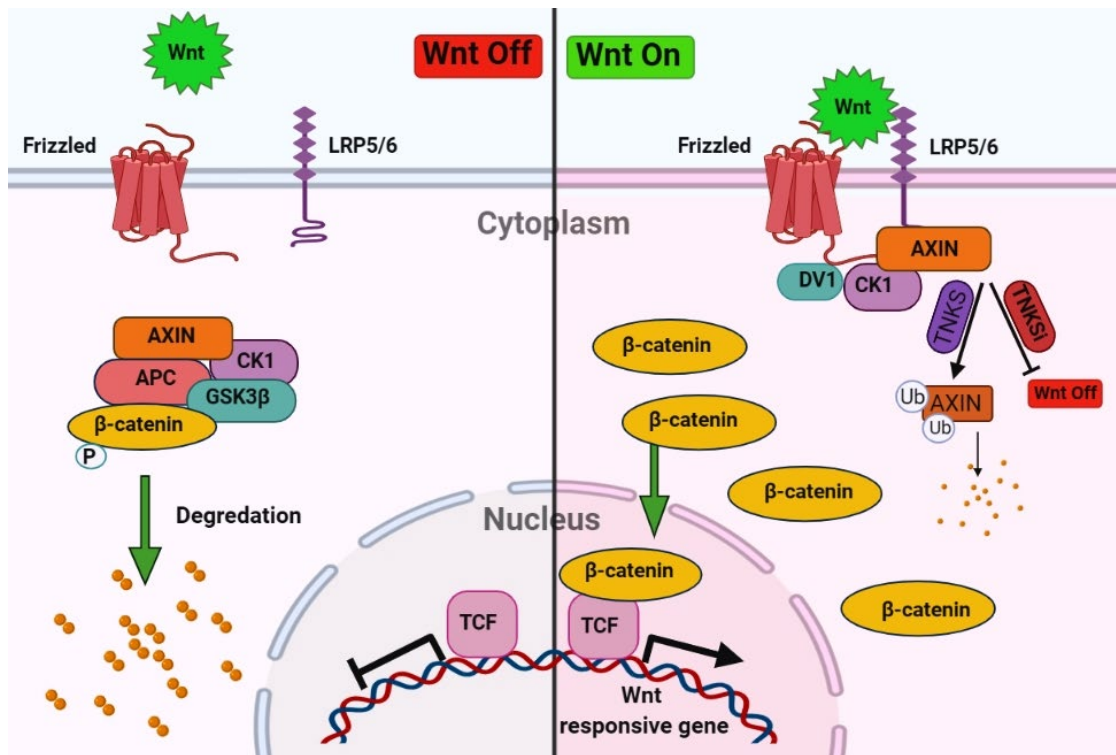 Wnt
Wnt Off
Frizzled
LRP5/6
AXIN
CK1
APC
GSK3β
β-catenin
P
Degredation
Wnt On
Wnt
Frizzled
LRP5/6
Cytoplasm
AXIN
DV1
CK1
TNKS
TNKSi
β-catenin
β-catenin
β-catenin
β-catenin
Ub
AXIN
Ub
Wnt Off
Nucleus
β-catenin
TCF
TCF
Wnt
responsive gene